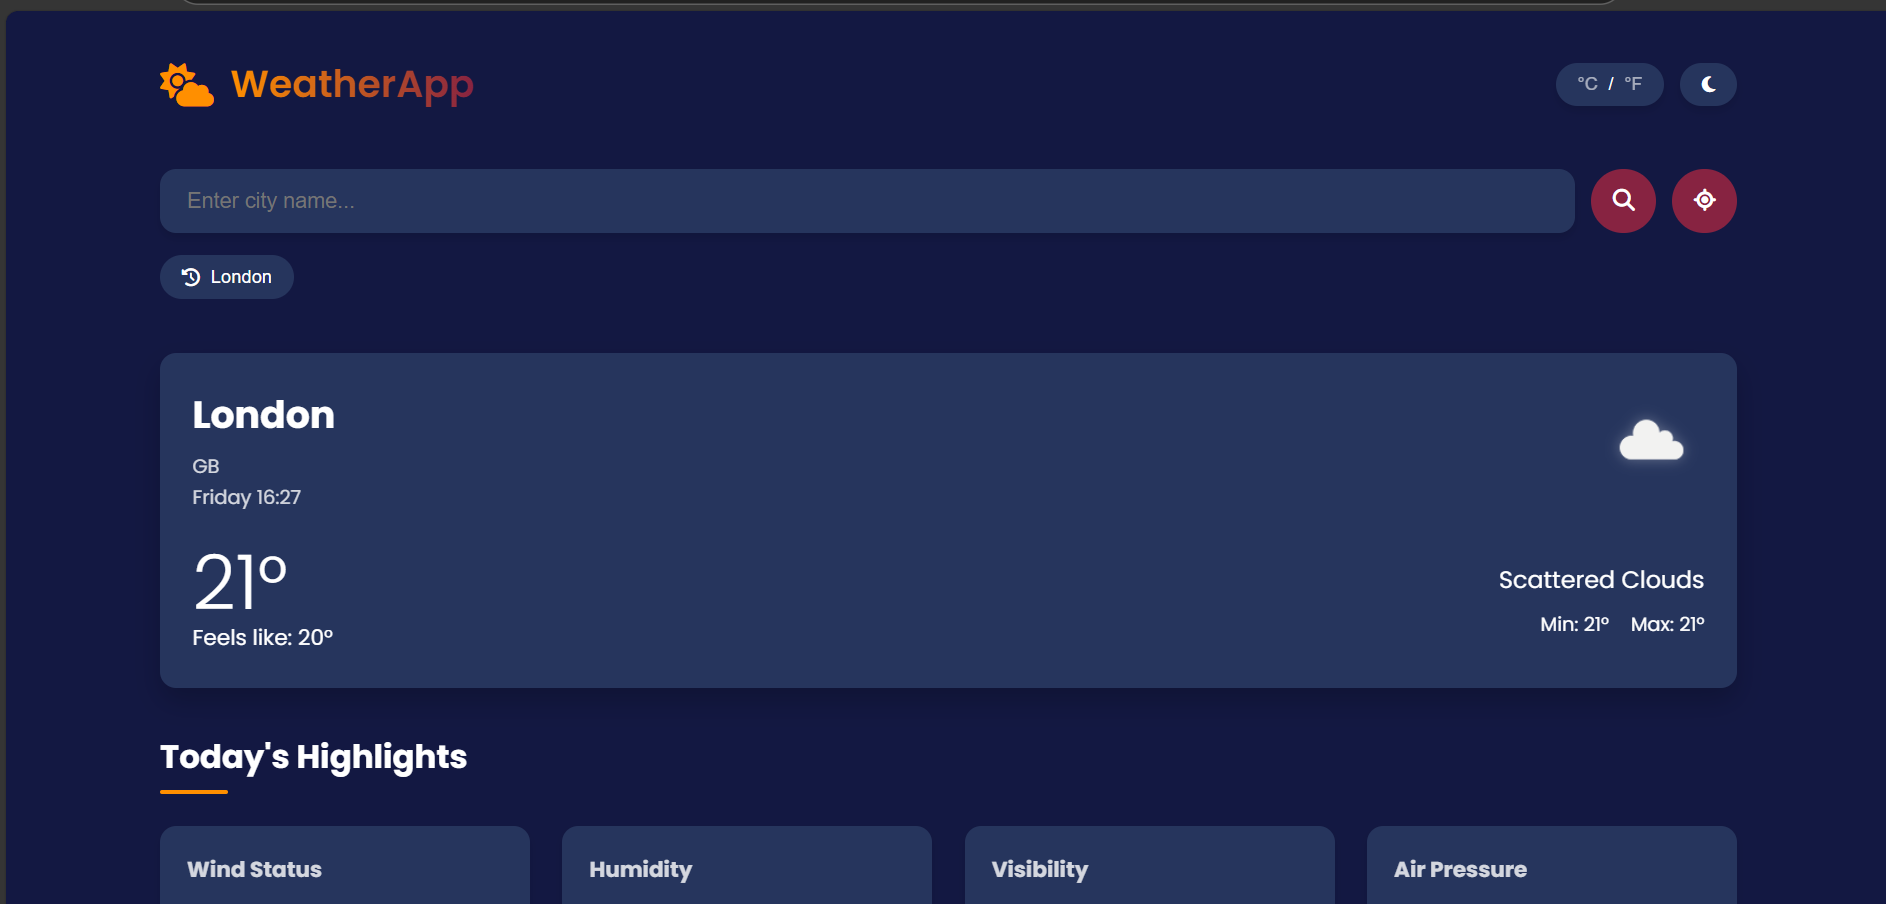 WeatherApp
°C / °F
Enter city name...
London
London
GB
Friday 16:27
21°
Feels like: 20°
Scattered Clouds
Min: 21° Max: 21°
Today's Highlights
Wind Status
Humidity
Visibility
Air Pressure